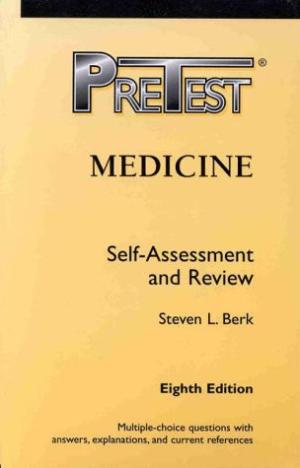 PRETEST®
MEDICINE
Self-Assessment
and Review
Steven L. Berk
Eighth Edition
Multiple-choice questions with
answers, explanations, and current references